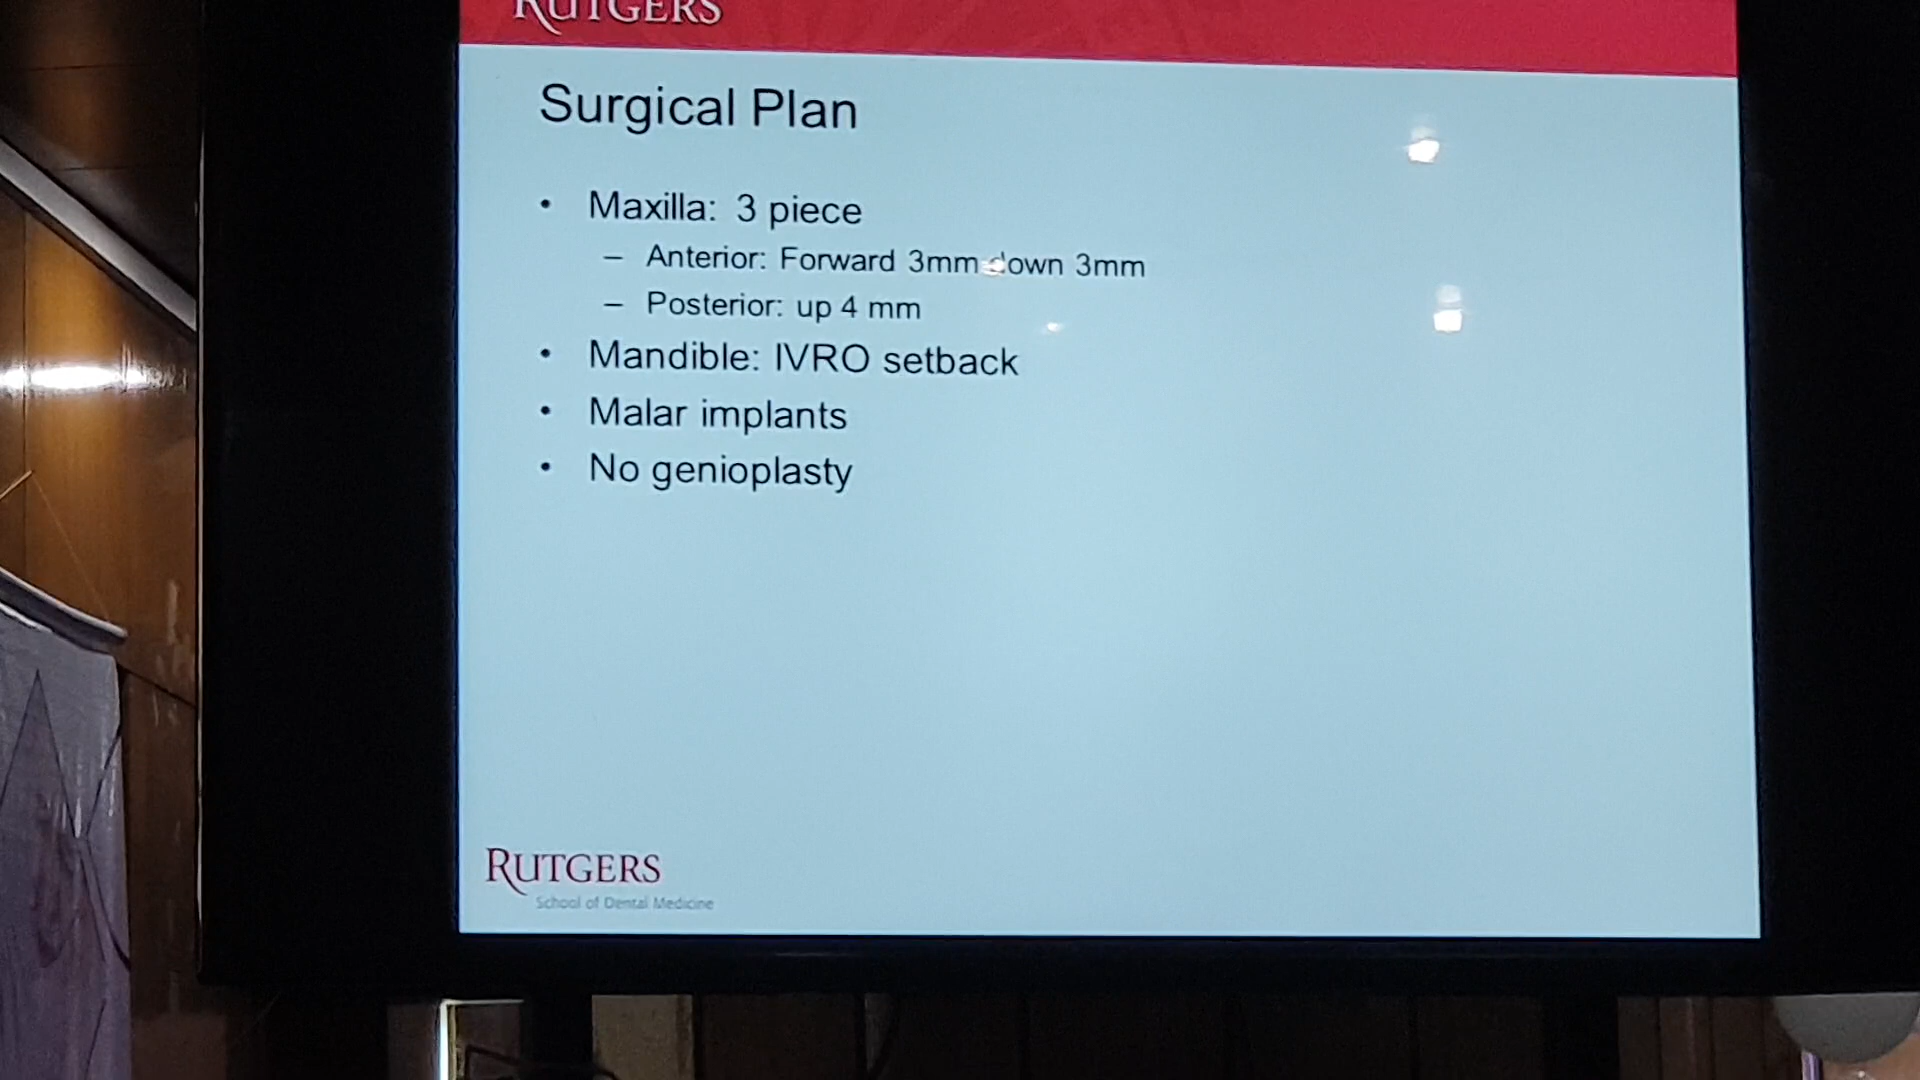 RUTGERS
Surgical Plan
• Maxilla: 3 piece
– Anterior: Forward 3mm down 3mm
– Posterior: up 4 mm
• Mandible: IVRO setback
• Malar implants
• No genioplasty
RUTGERS
School of Dental Medicine